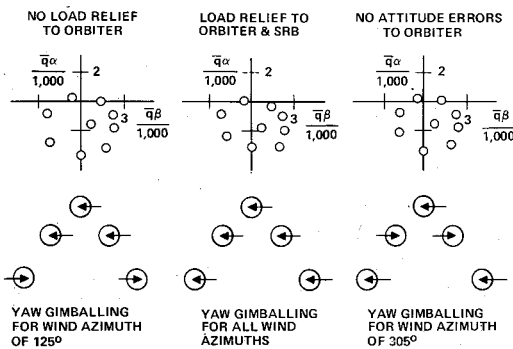 NO LOAD RELIEF
TO ORBITER
q̅α
1,000
2
3
q̅β
1,000
LOAD RELIEF TO
ORBITER & SRB
q̅α
1,000
2
3
q̅β
1,000
NO ATTITUDE ERRORS
TO ORBITER
q̅α
1,000
2
3
q̅β
1,000
YAW GIMBALLING
FOR WIND AZIMUTH
OF 125º
YAW GIMBALLING
FOR ALL WIND
AZIMUTHS
YAW GIMBALLING
FOR WIND AZIMUTH
OF 305º